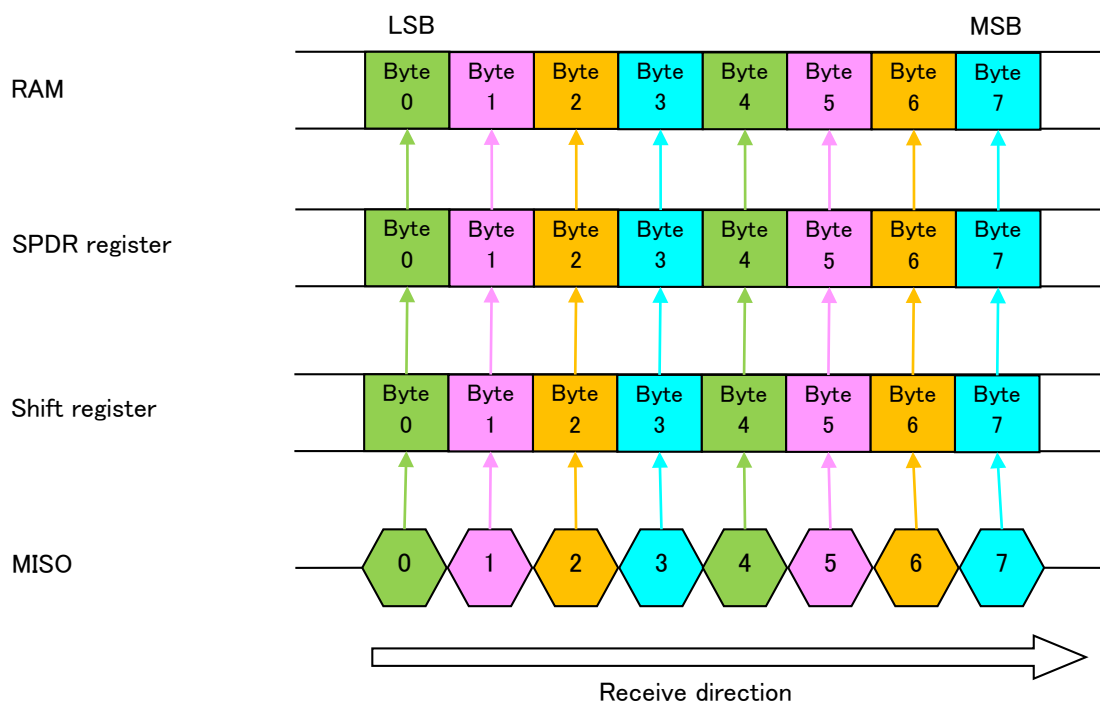 LSB MSB
RAM
Byte Byte Byte Byte Byte Byte Byte Byte
0 1 2 3 4 5 6 7
SPDR register
Byte Byte Byte Byte Byte Byte Byte Byte
0 1 2 3 4 5 6 7
Shift register
Byte Byte Byte Byte Byte Byte Byte Byte
0 1 2 3 4 5 6 7
MISO 0 1 2 3 4 5 6 7
Receive direction